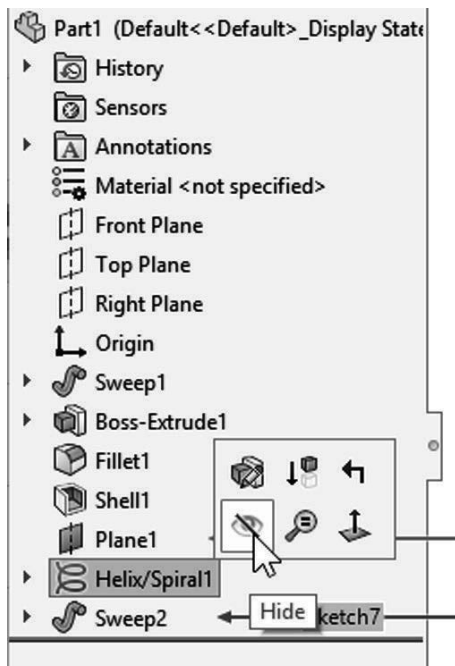 Part1 (Default<<Default>_Display State
History
Sensors
Annotations
Material <not specified>
Front Plane
Top Plane
Right Plane
Origin
Sweep1
Boss-Extrude1
Fillet1
Shell1
Plane1
Helix/Spiral1
Sweep2 Hide ketch7